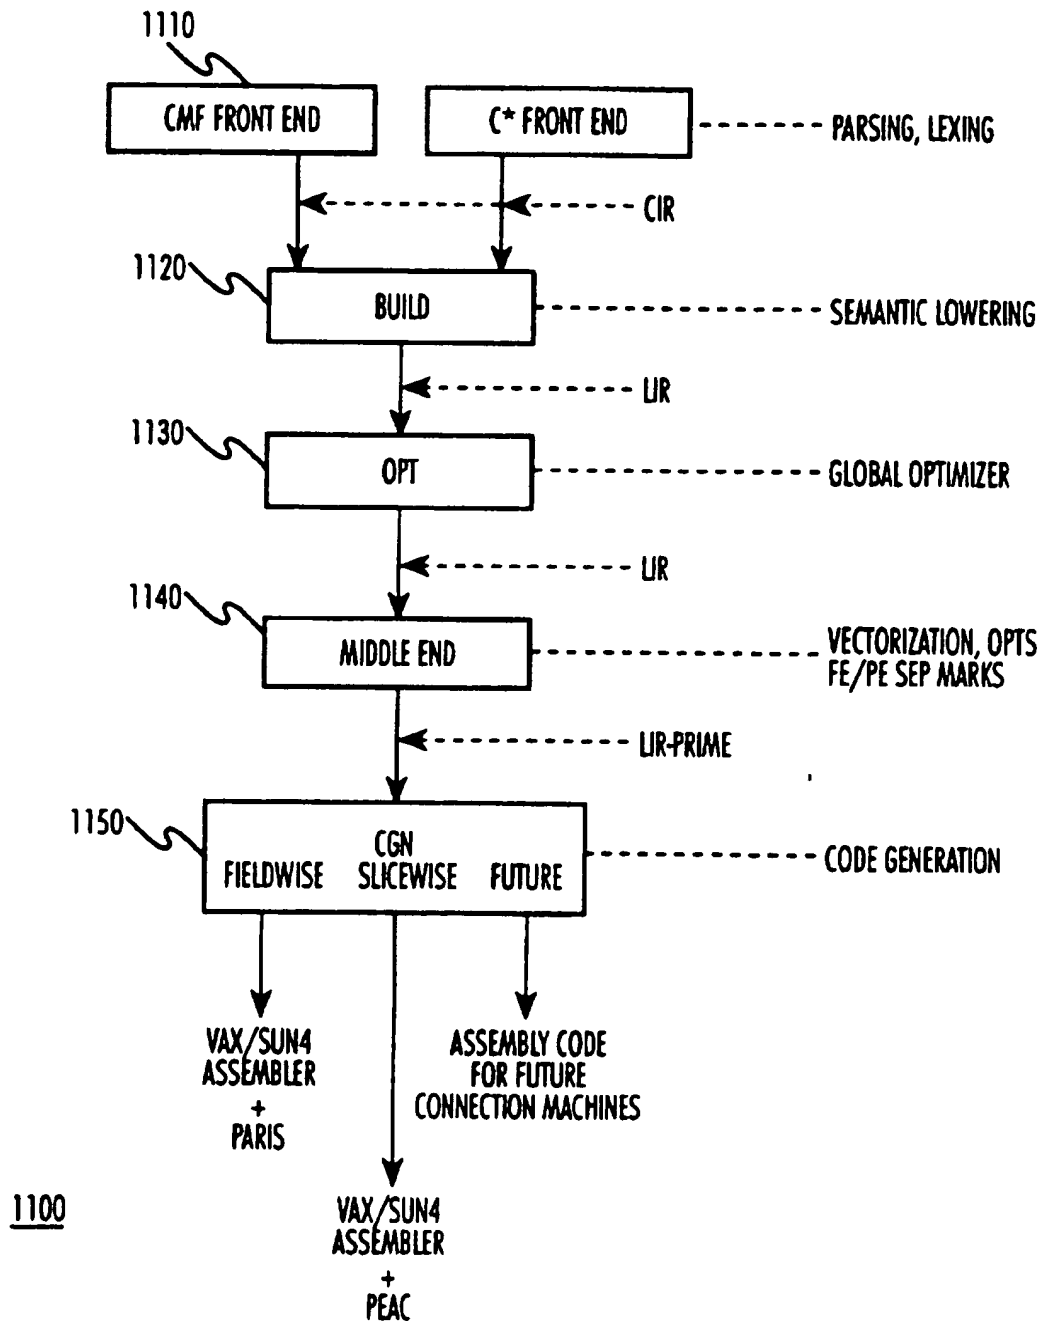 1110
CMF FRONT END
C* FRONT END
PARSING, LEXING
CIR
1120
BUILD
SEMANTIC LOWERING
LIR
1130
OPT
GLOBAL OPTIMIZER
LIR
1140
MIDDLE END
VECTORIZATION, OPTS
FE/PE SEP MARKS
LIR-PRIME
1150
CGN
FIELDWISE SLICEWISE FUTURE
CODE GENERATION
VAX/SUN4
ASSEMBLER
+
PARIS
ASSEMBLY CODE
FOR FUTURE
CONNECTION MACHINES
1100
VAX/SUN4
ASSEMBLER
+
PEAC